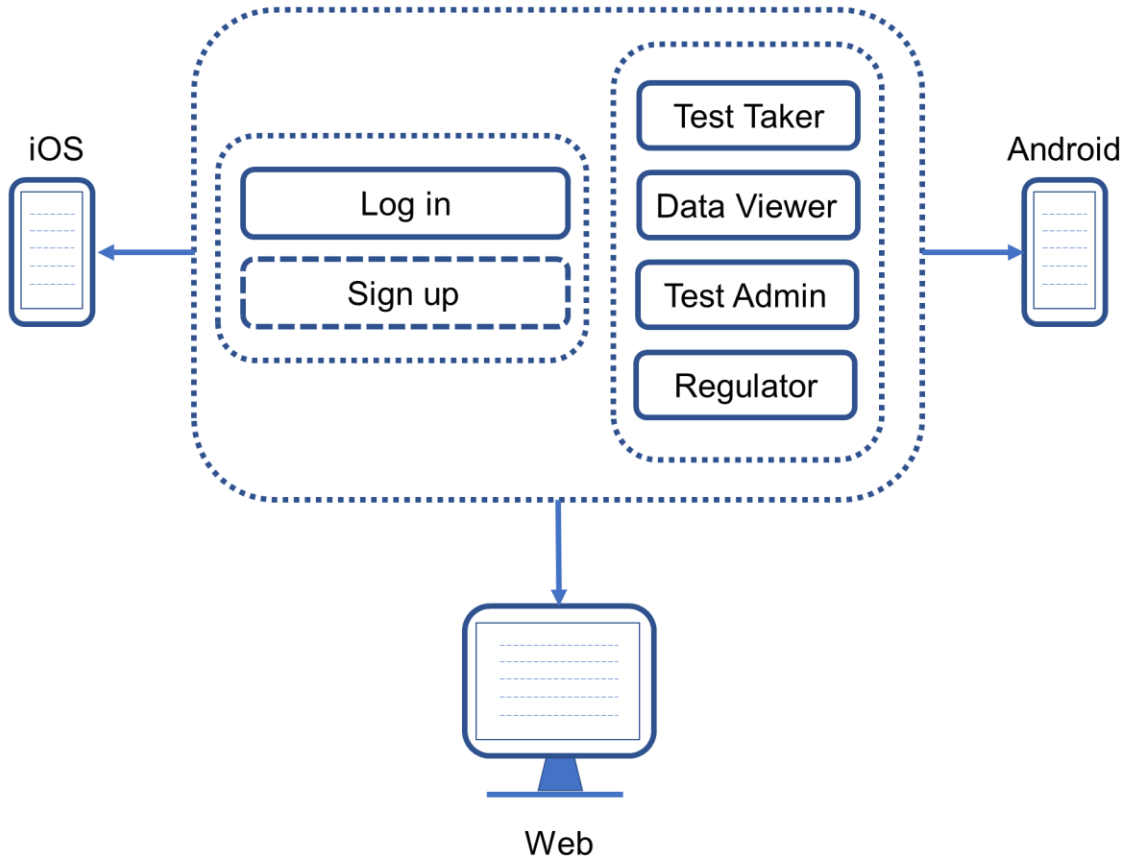 iOS
Log in
Sign up
Test Taker
Data Viewer
Test Admin
Regulator
Android
Web